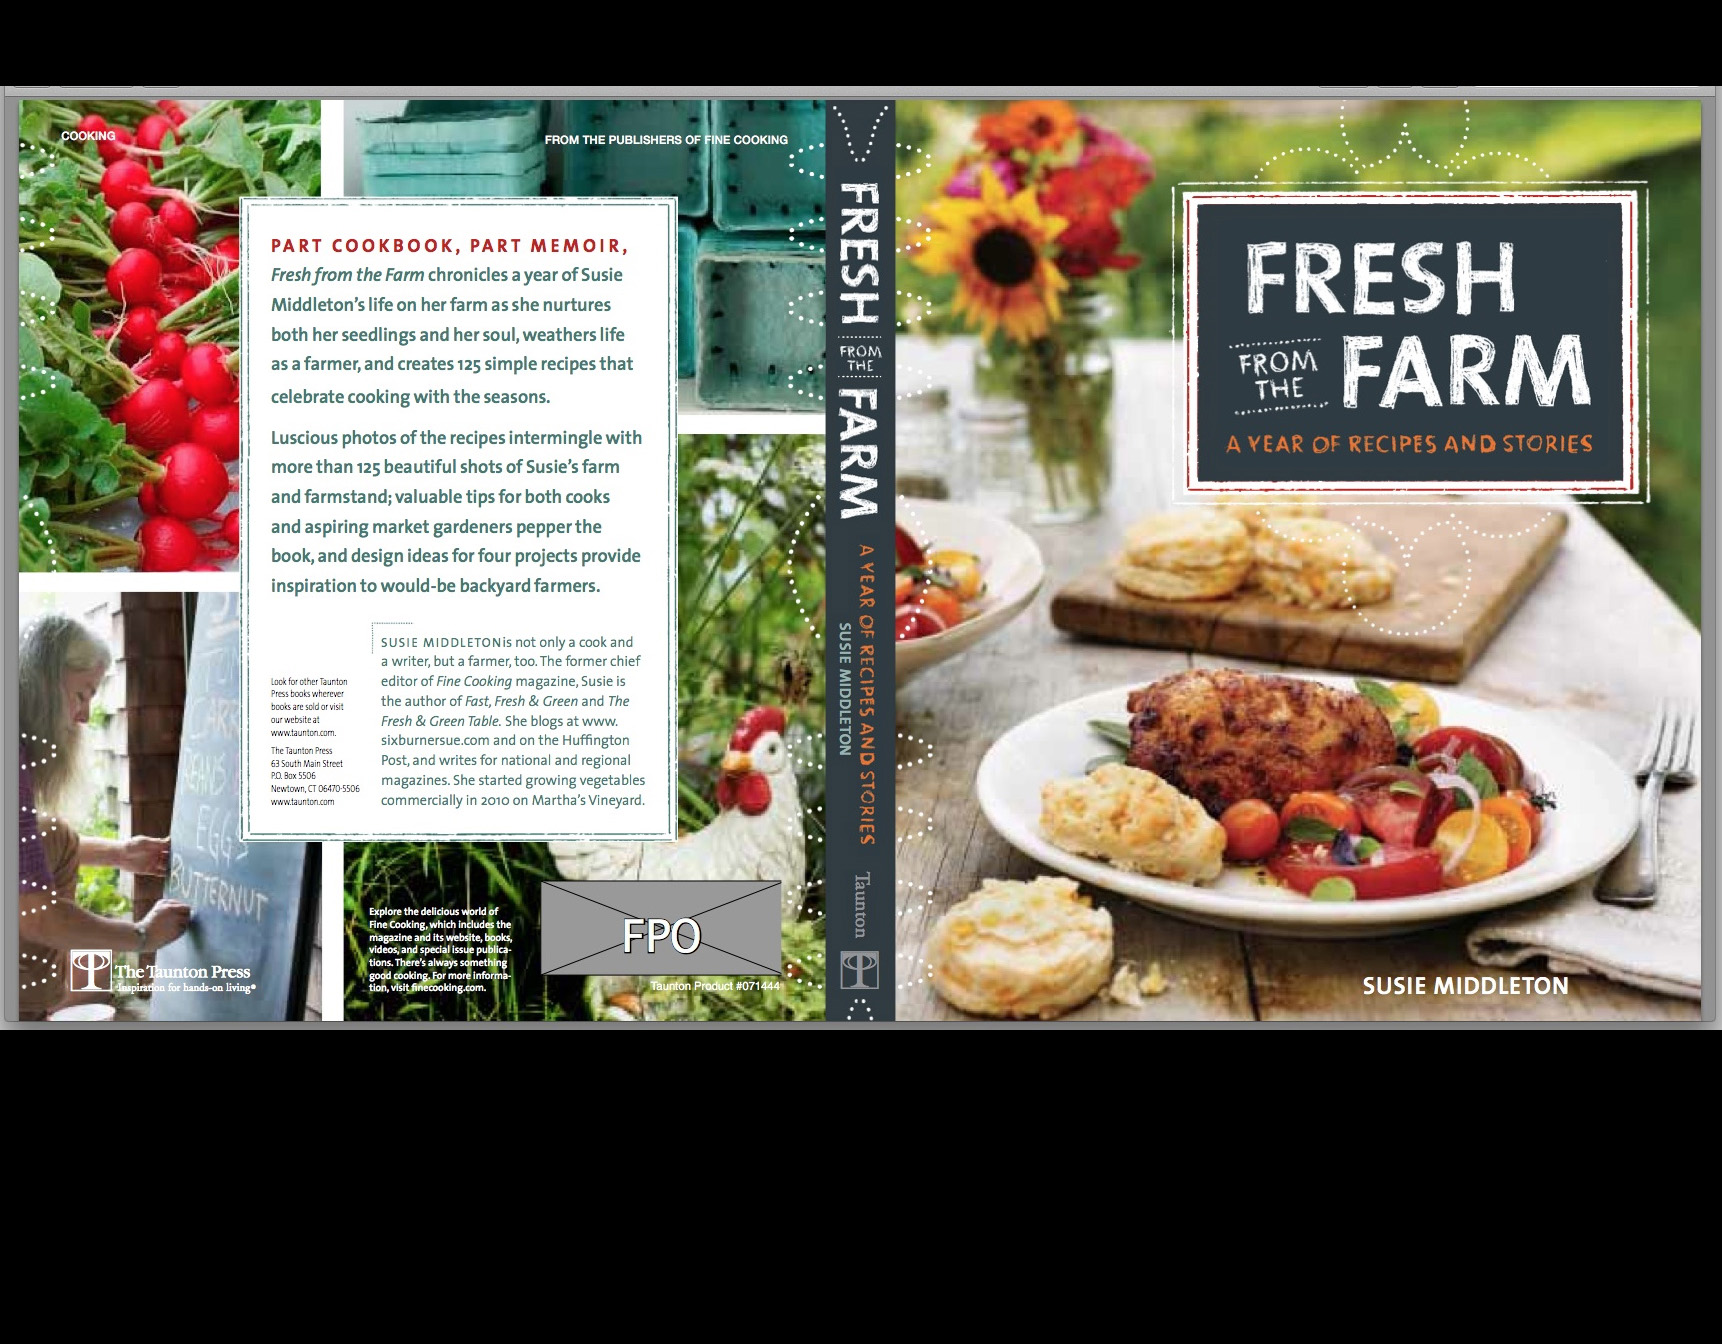 COOKING
FROM THE PUBLISHERS OF FINE COOKING
PART COOKBOOK, PART MEMOIR,
Fresh from the Farm chronicles a year of Susie
Middleton's life on her farm as she nurtures
both her seedlings and her soul, weathers life
as a farmer, and creates 125 simple recipes that
celebrate cooking with the seasons.
Luscious photos of the recipes intermingle with
more than 125 beautiful shots of Susie's farm
and farmstand; valuable tips for both cooks
and aspiring market gardeners pepper the
book, and design ideas for four projects provide
inspiration to would-be backyard farmers.
SUSIE MIDDLETON is not only a cook and
a writer, but a farmer, too. The former chief
editor of Fine Cooking magazine, Susie is
the author of Fast, Fresh & Green and The
Fresh & Green Table. She blogs at www.
sixburnersue.com and on the Huffington
Post, and writes for national and regional
magazines. She started growing vegetables
commercially in 2010 on Martha's Vineyard.
Look for other Taunton
Press books wherever
books are sold or visit
our website at
www.taunton.com.
The Taunton Press
63 South Main Street
P.O. Box 5506
Newtown, CT 06470-5506
www.taunton.com
EGGS
BUTTERNUT
The Taunton Press
Inspiration for hands-on living®
Explore the delicious world of
Fine Cooking, which includes the
magazine and its website, books,
videos, and special issue publica-
tions. There's always something
good cooking. For more informa-
tion, visit finecooking.com.
FPO
Taunton Product #071444
FRESH
FROM
THE
FARM
A YEAR OF RECIPES AND STORIES
SUSIE MIDDLETON
Taunton
FRESH
FROM
THE
FARM
A YEAR OF RECIPES AND STORIES
SUSIE MIDDLETON